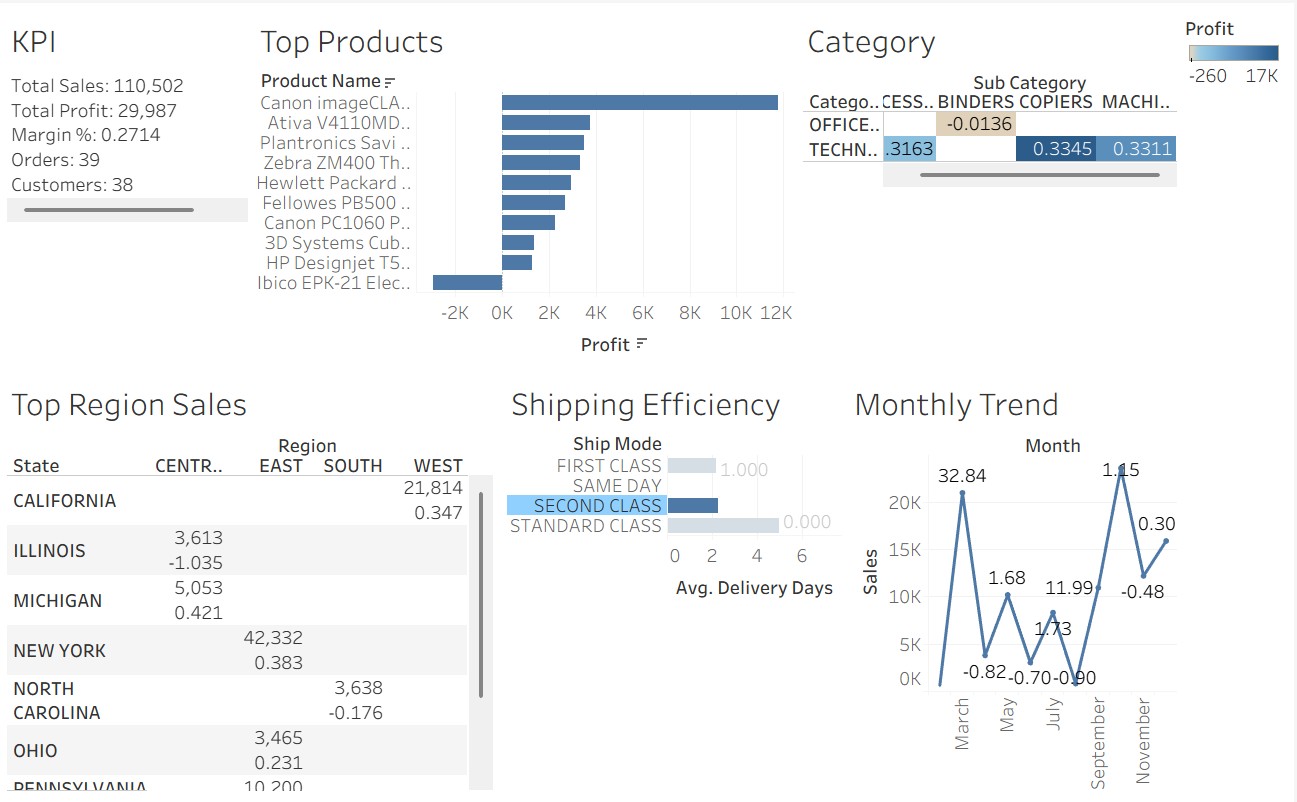 KPI
Total Sales: 110,502
Total Profit: 29,987
Margin %: 0.2714
Orders: 39
Customers: 38
Top Products
Product Name
Canon imageCLA..
Ativa V4110MD..
Plantronics Savi ..
Zebra ZM400 Th..
Hewlett Packard ..
Fellowes PB500 ..
Canon PC1060 P..
3D Systems Cub..
HP Designjet T5..
Ibico EPK-21 Elec..
-2K 0K 2K 4K 6K 8K 10K 12K
Profit
Category
Sub Category
Catego.. CESS.. BINDERS COPIERS MACHI..
OFFICE.. -0.0136
TECHN.. .3163 0.3345 0.3311
Profit
-260 17K
Top Region Sales
Region
State CENTR.. EAST SOUTH WEST
CALIFORNIA 21,814
0.347
ILLINOIS 3,613
-1.035
MICHIGAN 5,053
0.421
NEW YORK 42,332
0.383
NORTH CAROLINA 3,638
-0.176
OHIO 3,465
0.231
PENNSYLVANIA 10,200
Shipping Efficiency
Ship Mode
FIRST CLASS 1.000
SAME DAY
SECOND CLASS
STANDARD CLASS 0.000
0 2 4 6
Avg. Delivery Days
Monthly Trend
Month
Sales
20K
15K
10K
5K
0K
32.84
-0.82
1.68
-0.70
1.73
-0.90
11.99
1.15
-0.48
0.30
March
May
July
September
November